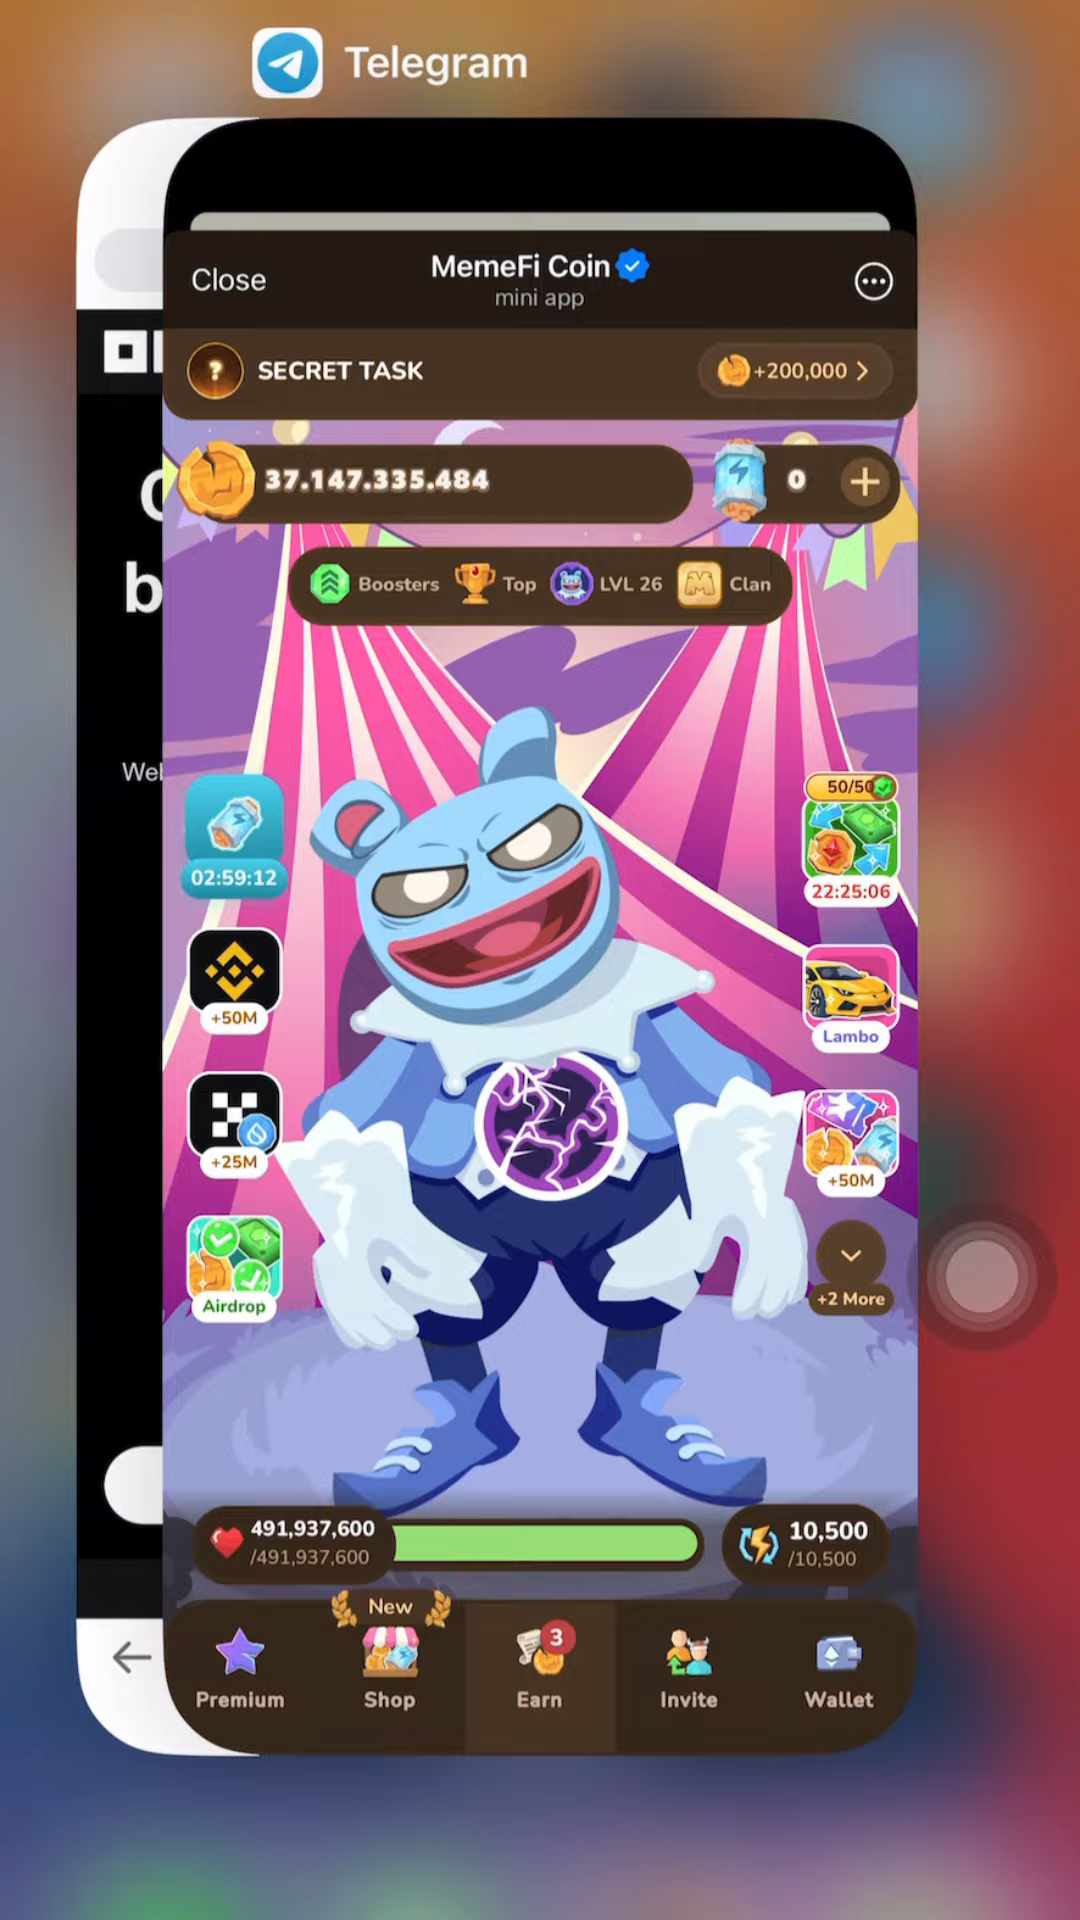 Telegram
Close
MemeFi Coin
mini app
?
SECRET TASK
+200,000
37.147.335.484
0
Boosters
Top
LVL 26
Clan
b
Wel
50/50
02:59:12
22:25:06
+50M
Lambo
+25M
+50M
Airdrop
+2 More
491,937,600
/491,937,600
10,500
/10,500
New
3
Premium
Shop
Earn
Invite
Wallet